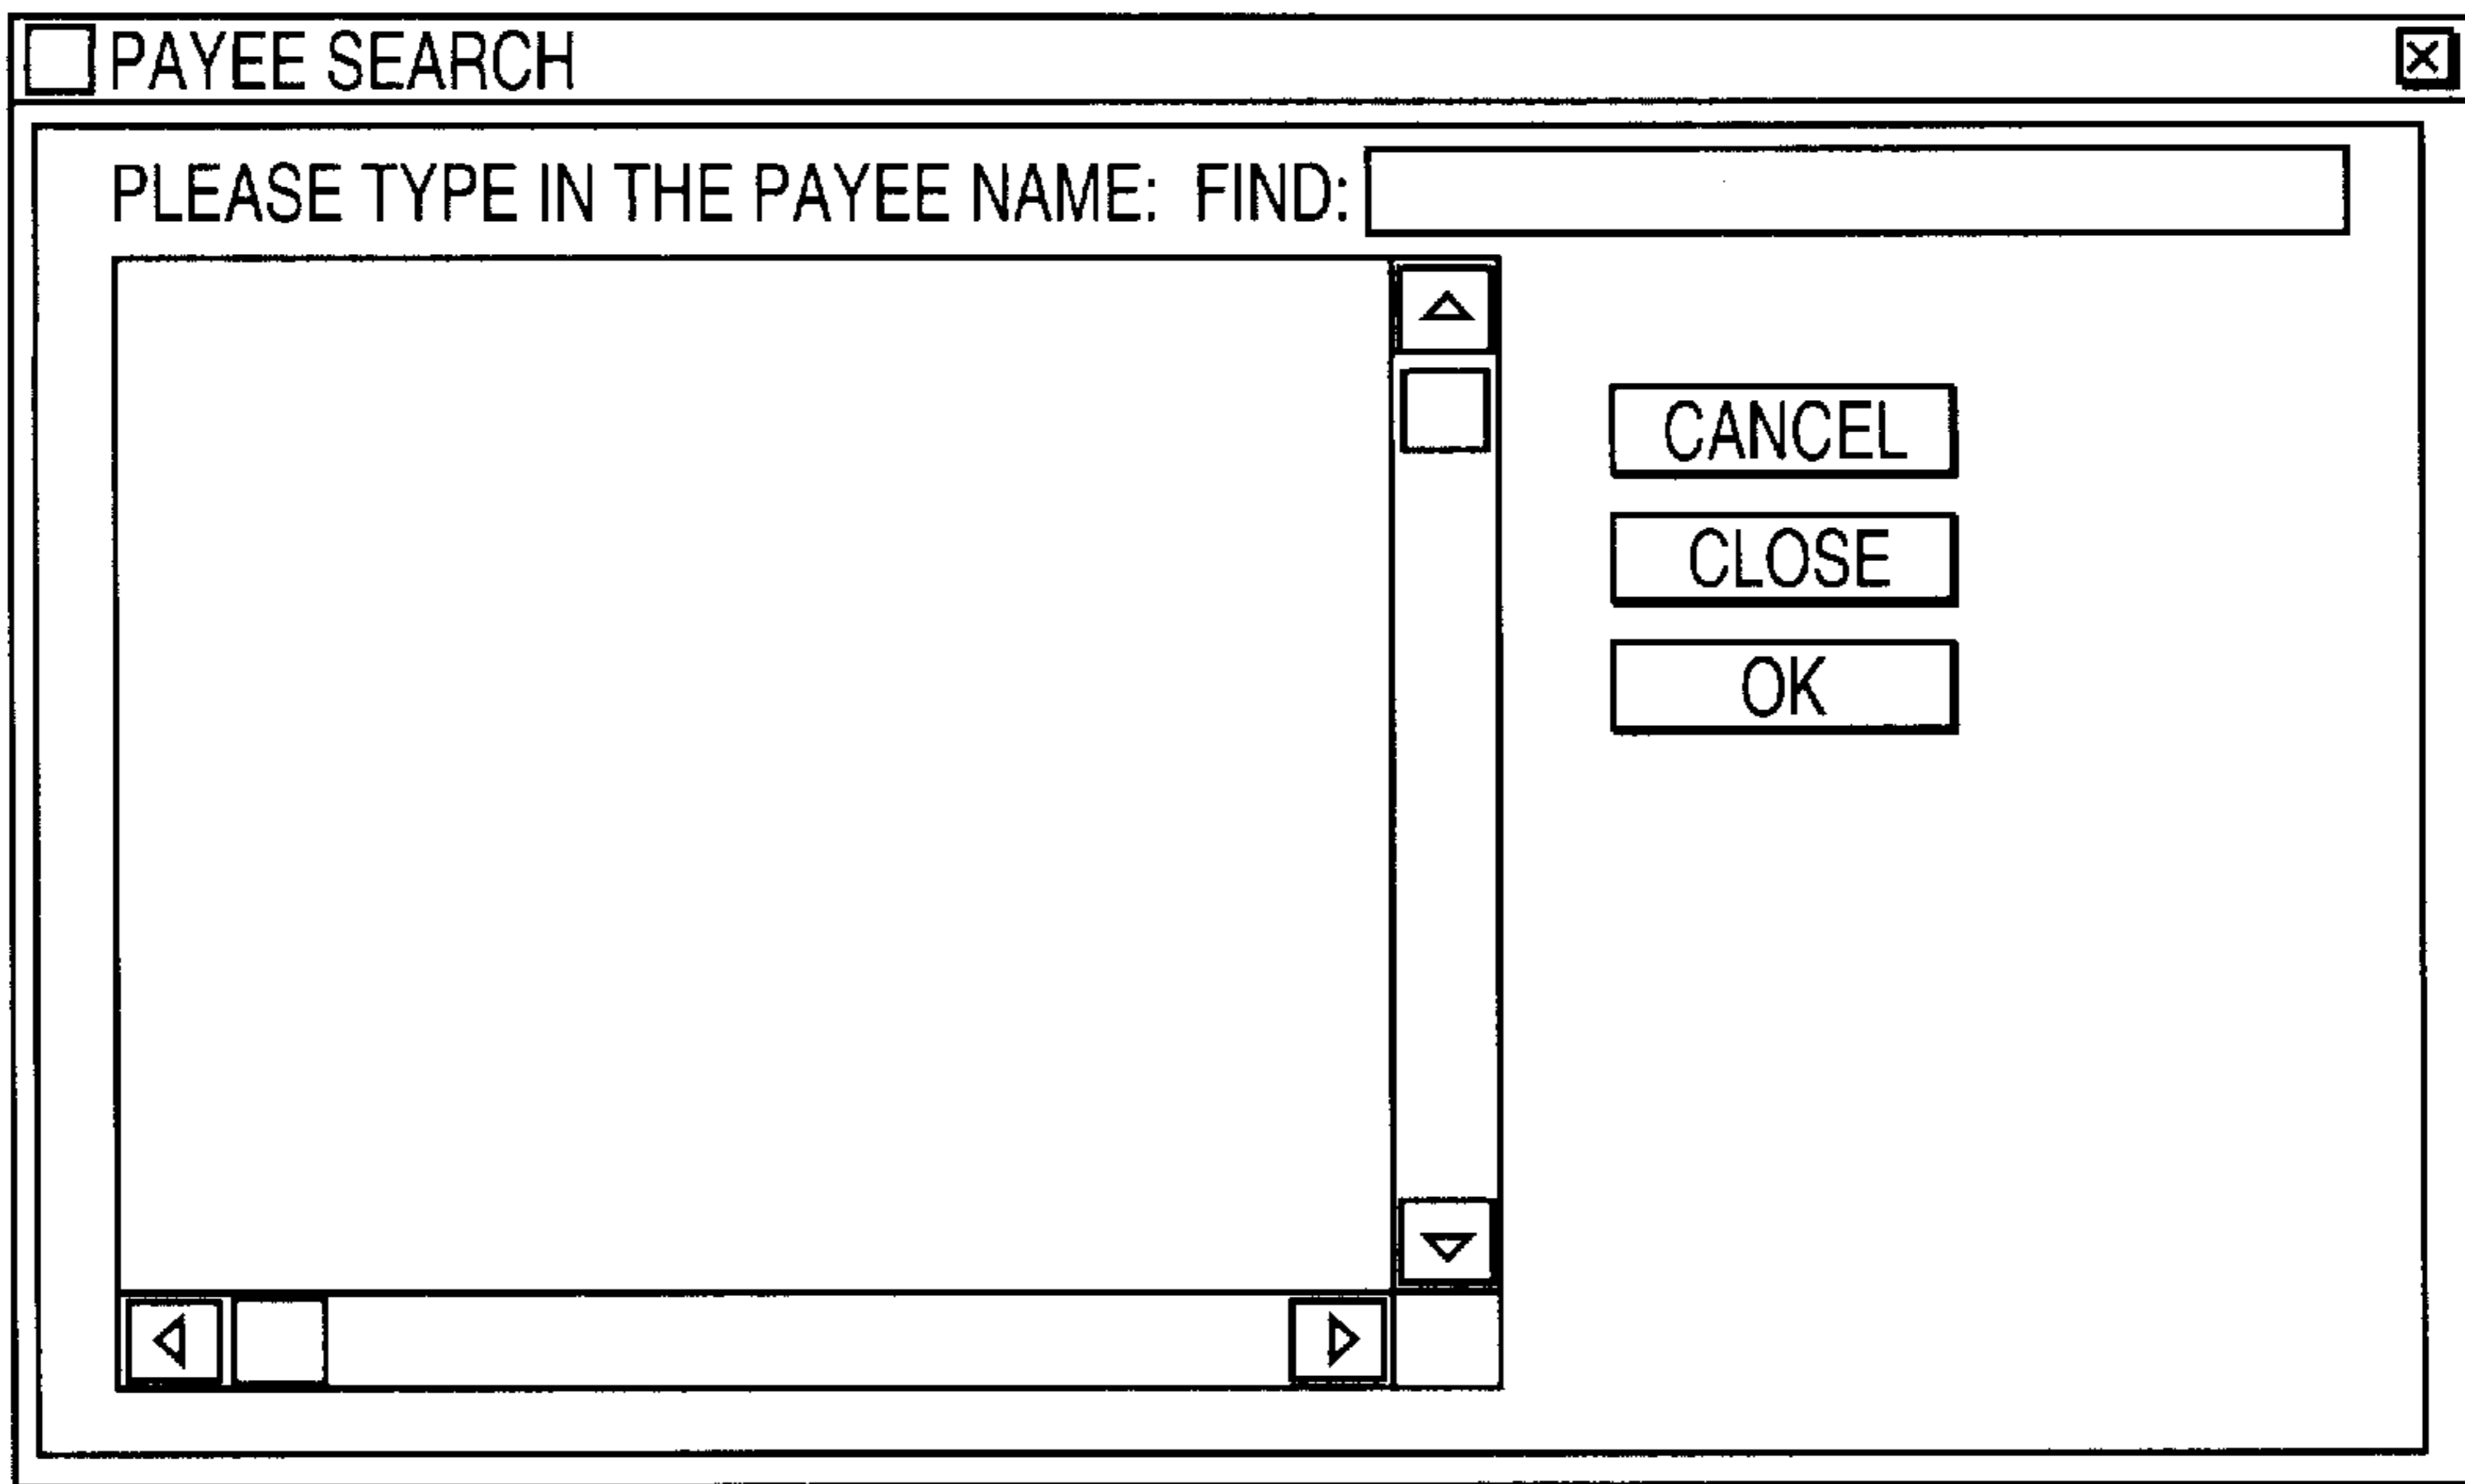 PAYEE SEARCH
PLEASE TYPE IN THE PAYEE NAME: FIND:
CANCEL
CLOSE
OK